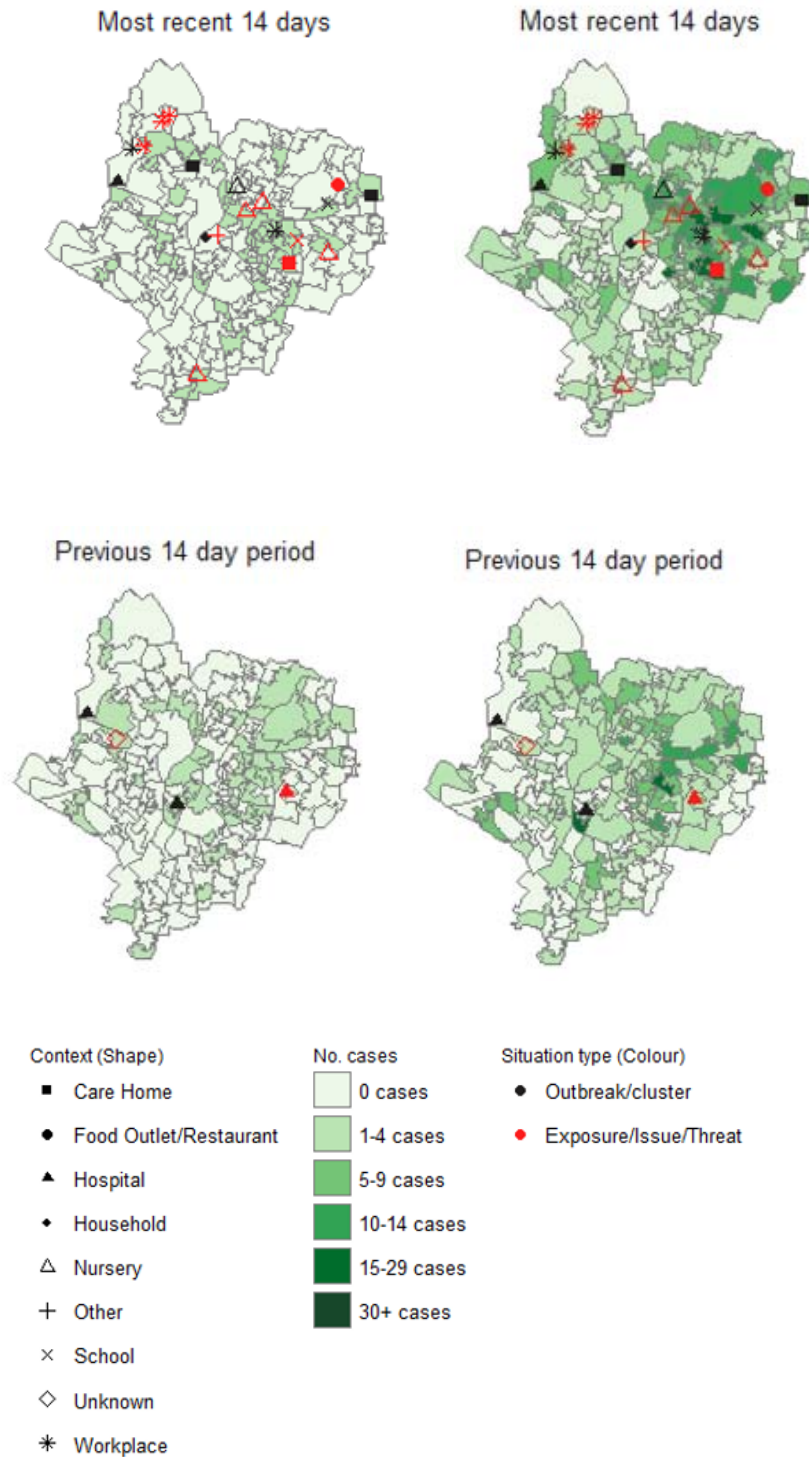 Most recent 14 days
Most recent 14 days
Previous 14 day period
Previous 14 day period
Context (Shape)
Care Home
Food Outlet/Restaurant
Hospital
Household
Nursery
Other
School
Unknown
Workplace
No. cases
0 cases
1-4 cases
5-9 cases
10-14 cases
15-29 cases
30+ cases
Situation type (Colour)
Outbreak/cluster
Exposure/Issue/Threat